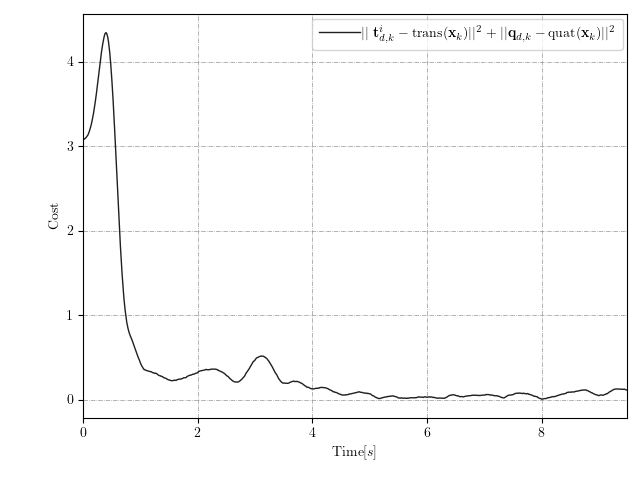 || t^i_{d,k} − trans(x_k)||^2 + ||q_{d,k} − quat(x_k)||^2
4
3
2
1
0
Cost
0 2 4 6 8
Time[s]